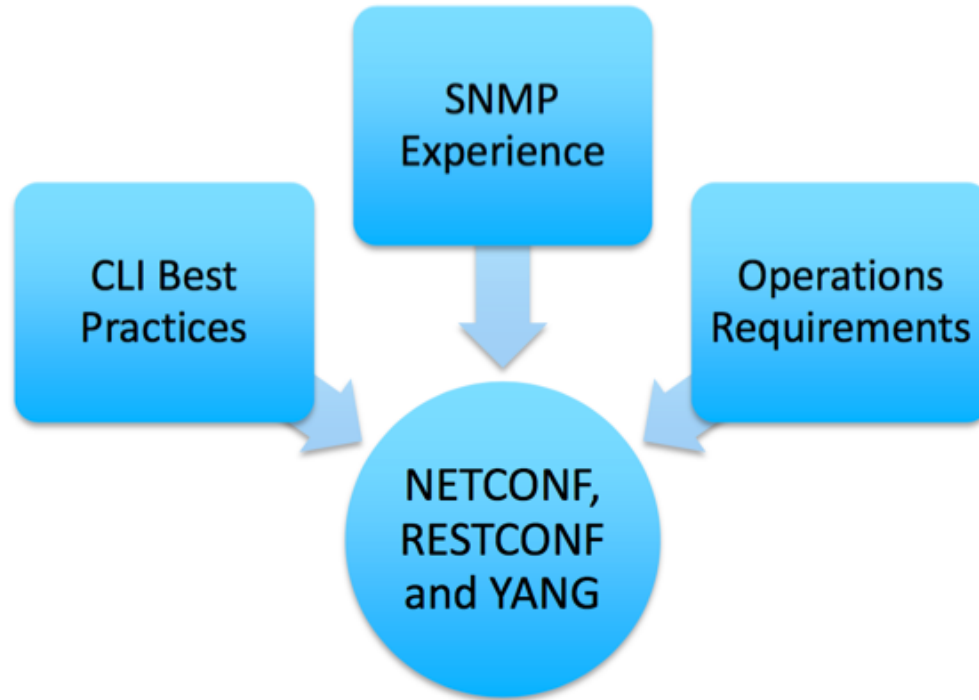 SNMP
Experience
CLI Best
Practices
Operations
Requirements
NETCONF,
RESTCONF
and YANG